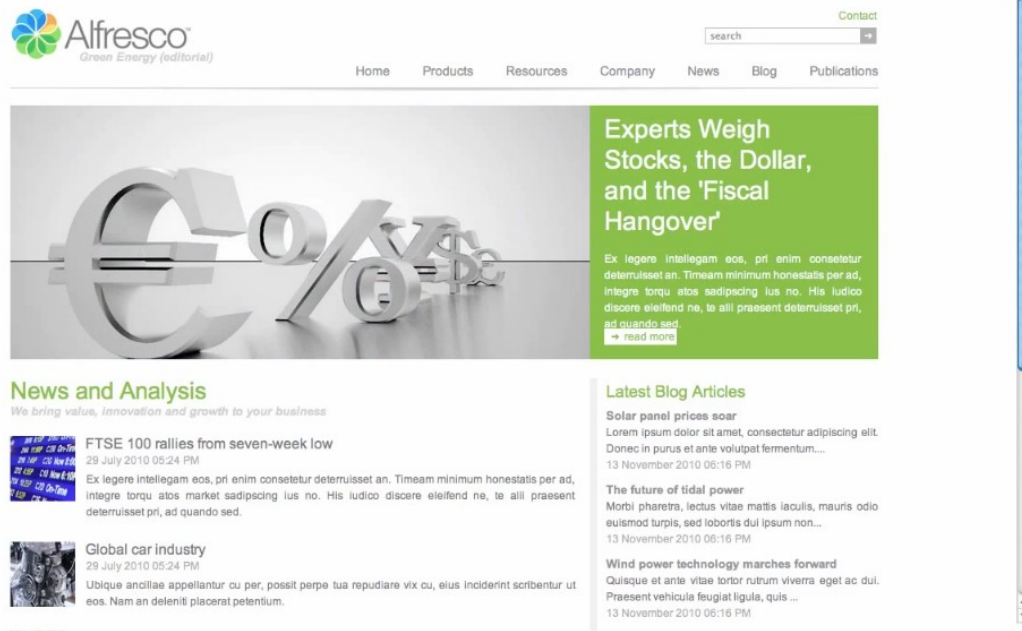 Alfresco™
Green Energy (editorial)
Contact
search
Home Products Resources Company News Blog Publications
Experts Weigh
Stocks, the Dollar,
and the 'Fiscal
Hangover'
Ex legere intellegam eos, pri enim consetetur
deterruisset an. Timeam minimum honestatis per ad,
integre torqu atos sadipscing ius no. His iudico
discere eleifend ne, te alii praesent deterruisset pri,
ad quando sed.
➔ read more
News and Analysis
We bring value, innovation and growth to your business
FTSE 100 rallies from seven-week low
29 July 2010 05:24 PM
Ex legere intellegam eos, pri enim consetetur deterruisset an. Timeam minimum honestatis per ad,
integre torqu atos market sadipscing ius no. His iudico discere eleifend ne, te alii praesent
deterruisset pri, ad quando sed.
Global car industry
29 July 2010 05:24 PM
Ubique ancillae appellantur cu per, possit perpe tua repudiare vix cu, eius inciderint scribentur ut
eos. Nam an deleniti placerat petentium.
Latest Blog Articles
Solar panel prices soar
Lorem ipsum dolor sit amet, consectetur adipiscing elit.
Donec in purus et ante volutpat fermentum....
13 November 2010 06:16 PM
The future of tidal power
Morbi pharetra, lectus vitae mattis iaculis, mauris odio
euismod turpis, sed lobortis dui ipsum non...
13 November 2010 06:16 PM
Wind power technology marches forward
Quisque et ante vitae tortor rutrum viverra eget ac dui.
Praesent vehicula feugiat ligula, quis ...
13 November 2010 06:16 PM